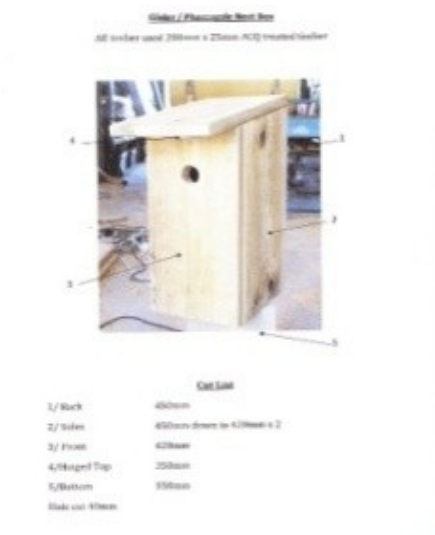 Glider / Phascogale Nest Box
All timber used 200mm x 25mm ACQ treated timber
4
1
2
3
5
Cut List
1/ Back 450mm
2/ Sides 450mm down to 420mm x 2
3/ Front 420mm
4/Hinged Top 350mm
5/Bottom
Hole cut 40mm